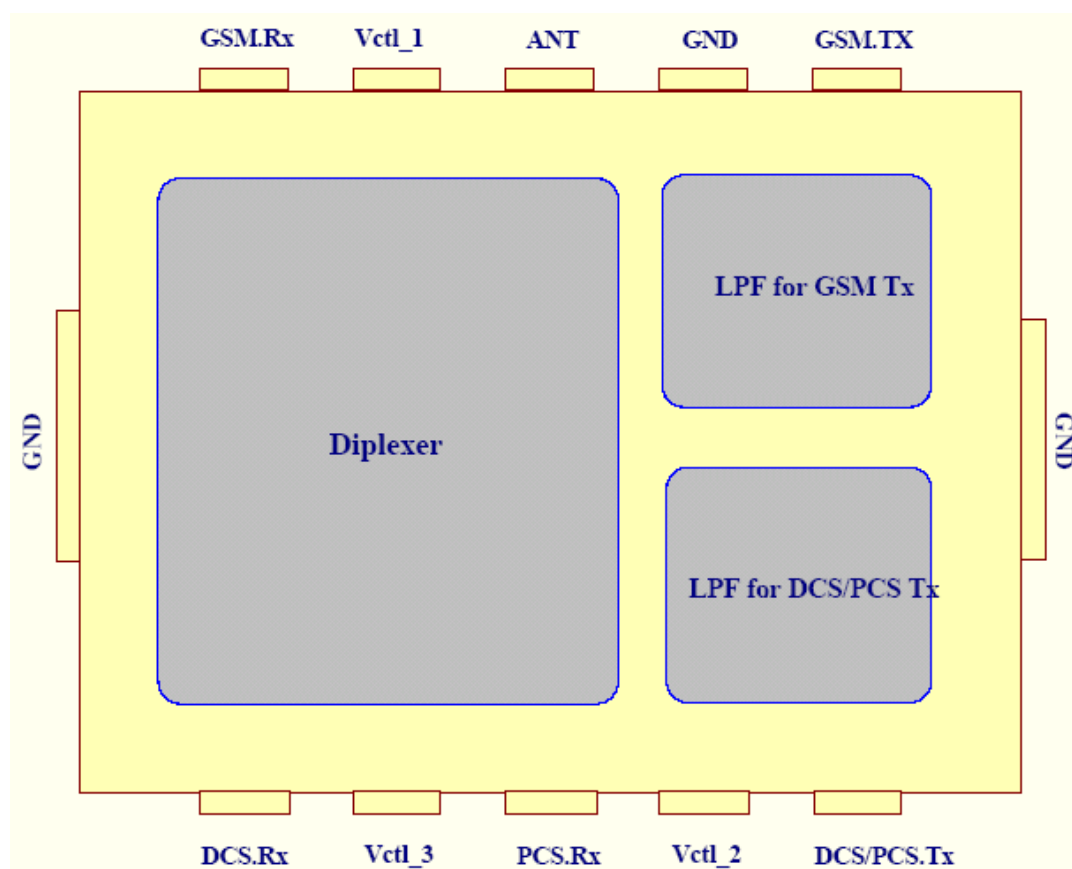 GSM.Rx
Vctl_1
ANT
GND
GSM.TX
LPF for GSM Tx
GND
Diplexer
GND
LPF for DCS/PCS Tx
DCS.Rx
Vctl_3
PCS.Rx
Vctl_2
DCS/PCS.Tx